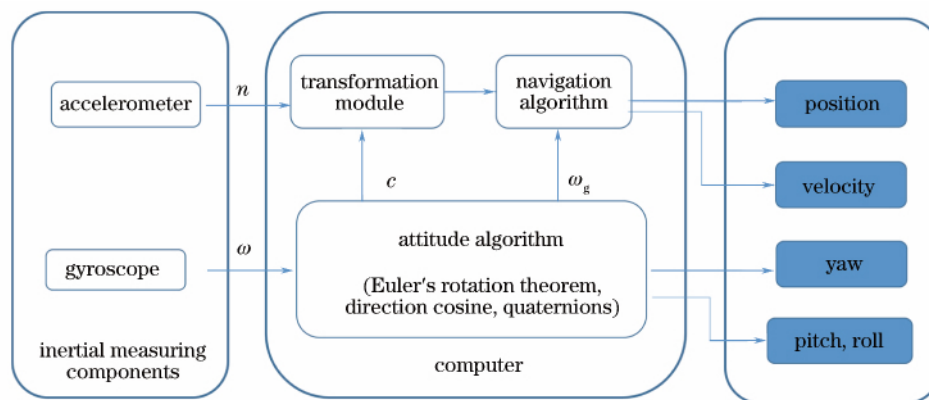 accelerometer
n
gyroscope
ω
inertial measuring
components
transformation
module
navigation
algorithm
c
ω_g
attitude algorithm
(Euler's rotation theorem,
direction cosine, quaternions)
computer
position
velocity
yaw
pitch, roll